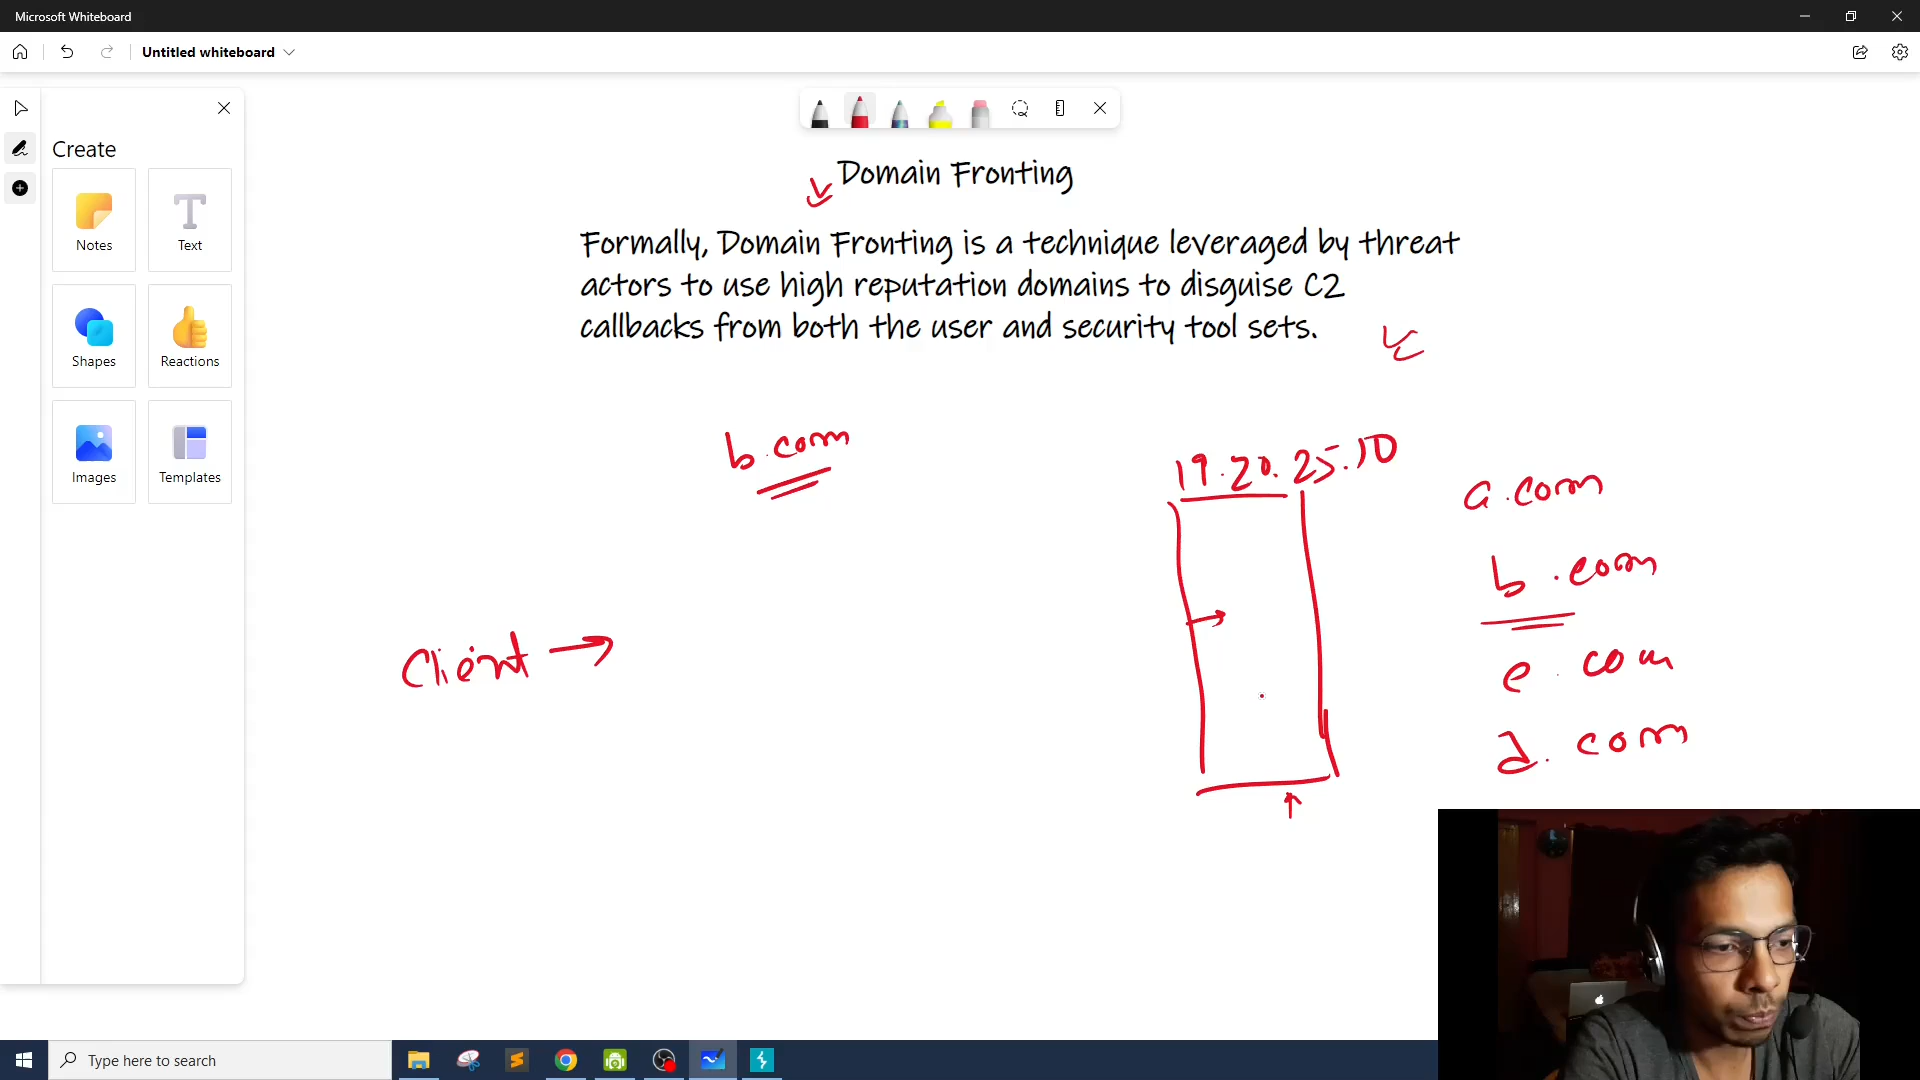 Microsoft Whiteboard
Untitled whiteboard
Create
Notes
Text
Shapes
Reactions
Images
Templates
Domain Fronting
Formally, Domain Fronting is a technique leveraged by threat
actors to use high reputation domains to disguise C2
callbacks from both the user and security tool sets.
b.com
19.20.25.10
a.com
b.com
Client
c.com
d.com
Type here to search